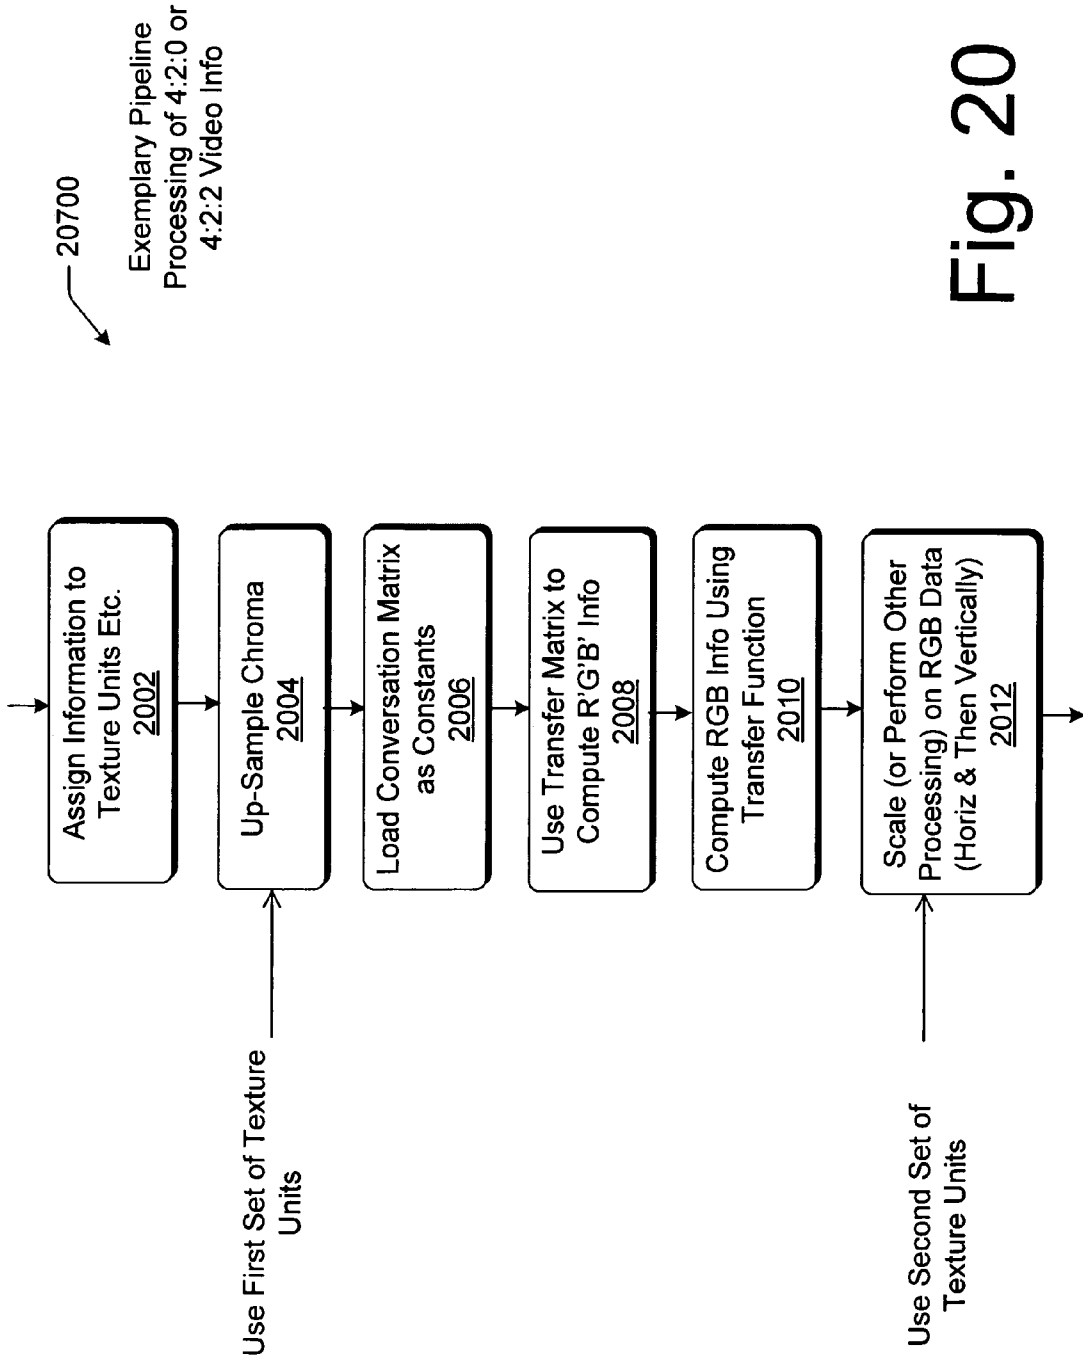 20700
Exemplary Pipeline
Processing of 4:2:0 or
4:2:2 Video Info
Assign Information to
Texture Units Etc.
2002
Use First Set of Texture
Units
Up-Sample Chroma
2004
Load Conversation Matrix
as Constants
2006
Use Transfer Matrix to
Compute R'G'B' Info
2008
Compute RGB Info Using
Transfer Function
2010
Use Second Set of
Texture Units
Scale (or Perform Other
Processing) on RGB Data
(Horiz & Then Vertically)
2012
Fig. 20